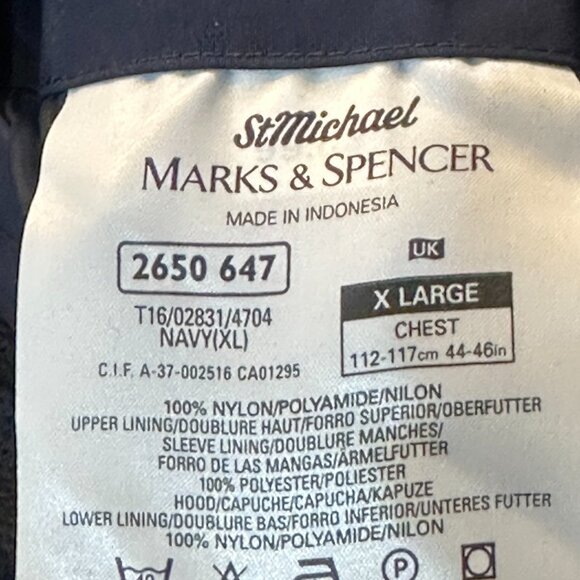 StMichael
MARKS & SPENCER
MADE IN INDONESIA
2650 647
UK
T16/02831/4704
NAVY(XL)
X LARGE
CHEST
112-117cm 44-46in
C.I.F. A-37-002516 CA01295
100% NYLON/POLYAMIDE/NILON
UPPER LINING/DOUBLURE HAUT/FORRO SUPERIOR/OBERFUTTER
SLEEVE LINING/DOUBLURE MANCHES/
FORRO DE LAS MANGAS/ÄRMELFUTTER
100% POLYESTER/POLIESTER
HOOD/CAPUCHE/CAPUCHA/KAPUZE
LOWER LINING/DOUBLURE BAS/FORRO INFERIOR/UNTERES FUTTER
100% NYLON/POLYAMIDE/NILON
40
P